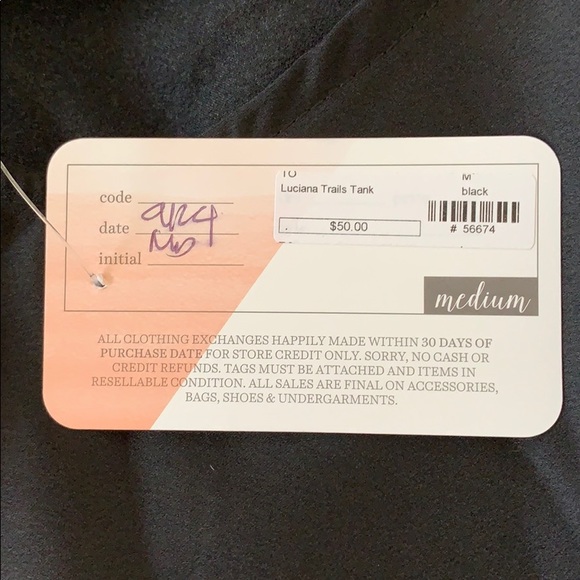 code
date
initial
TO M
Luciana Trails Tank black
$50.00
# 56674
medium
ALL CLOTHING EXCHANGES HAPPILY MADE WITHIN 30 DAYS OF
PURCHASE DATE FOR STORE CREDIT ONLY. SORRY, NO CASH OR
CREDIT REFUNDS. TAGS MUST BE ATTACHED AND ITEMS IN
RESELLABLE CONDITION. ALL SALES ARE FINAL ON ACCESSORIES,
BAGS, SHOES & UNDERGARMENTS.